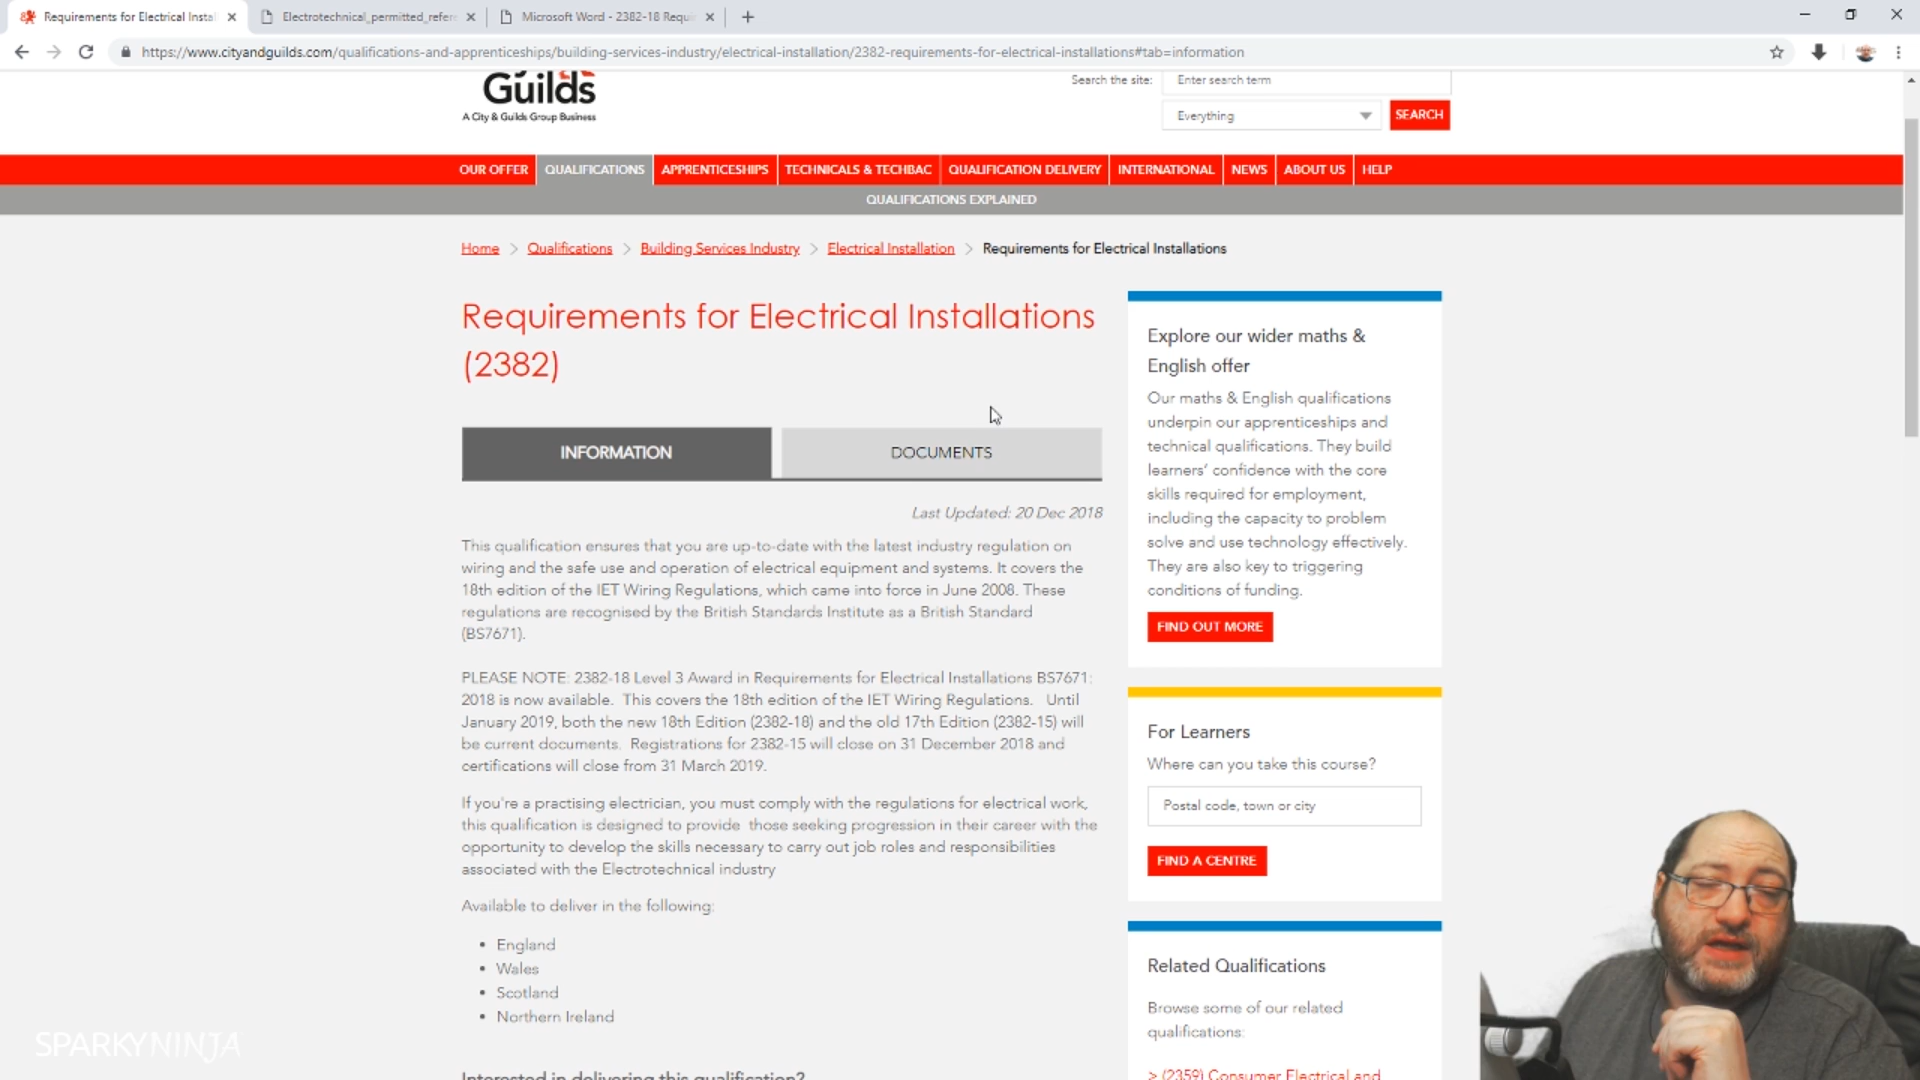 Requirements for Electrical Instal
Electrotechnical_permitted_refere
Microsoft Word - 2382-18 Requi
https://www.cityandguilds.com/qualifications-and-apprenticeships/building-services-industry/electrical-installation/2382-requirements-for-electrical-installations#tab=information
Guilds
A City & Guilds Group Business
Search the site:
Enter search term
Everything
SEARCH
OUR OFFER
QUALIFICATIONS
APPRENTICESHIPS
TECHNICALS & TECHBAC
QUALIFICATION DELIVERY
INTERNATIONAL
NEWS
ABOUT US
HELP
QUALIFICATIONS EXPLAINED
Home > Qualifications > Building Services Industry > Electrical Installation > Requirements for Electrical Installations
Requirements for Electrical Installations
(2382)
INFORMATION
DOCUMENTS
Last Updated: 20 Dec 2018
This qualification ensures that you are up-to-date with the latest industry regulation on
wiring and the safe use and operation of electrical equipment and systems. It covers the
18th edition of the IET Wiring Regulations, which came into force in June 2008. These
regulations are recognised by the British Standards Institute as a British Standard
(BS7671).
PLEASE NOTE: 2382-18 Level 3 Award in Requirements for Electrical Installations BS7671:
2018 is now available. This covers the 18th edition of the IET Wiring Regulations. Until
January 2019, both the new 18th Edition (2382-18) and the old 17th Edition (2382-15) will
be current documents. Registrations for 2382-15 will close on 31 December 2018 and
certifications will close from 31 March 2019.
If you're a practising electrician, you must comply with the regulations for electrical work,
this qualification is designed to provide those seeking progression in their career with the
opportunity to develop the skills necessary to carry out job roles and responsibilities
associated with the Electrotechnical industry
Available to deliver in the following:
• England
• Wales
• Scotland
• Northern Ireland
Interested in delivering this qualification?
Explore our wider maths &
English offer
Our maths & English qualifications
underpin our apprenticeships and
technical qualifications. They build
learners' confidence with the core
skills required for employment,
including the capacity to problem
solve and use technology effectively.
They are also key to triggering
conditions of funding.
FIND OUT MORE
For Learners
Where can you take this course?
Postal code, town or city
FIND A CENTRE
Related Qualifications
Browse some of our related
qualifications:
> (2359) Consumer Electrical and
SPARKYNINJA